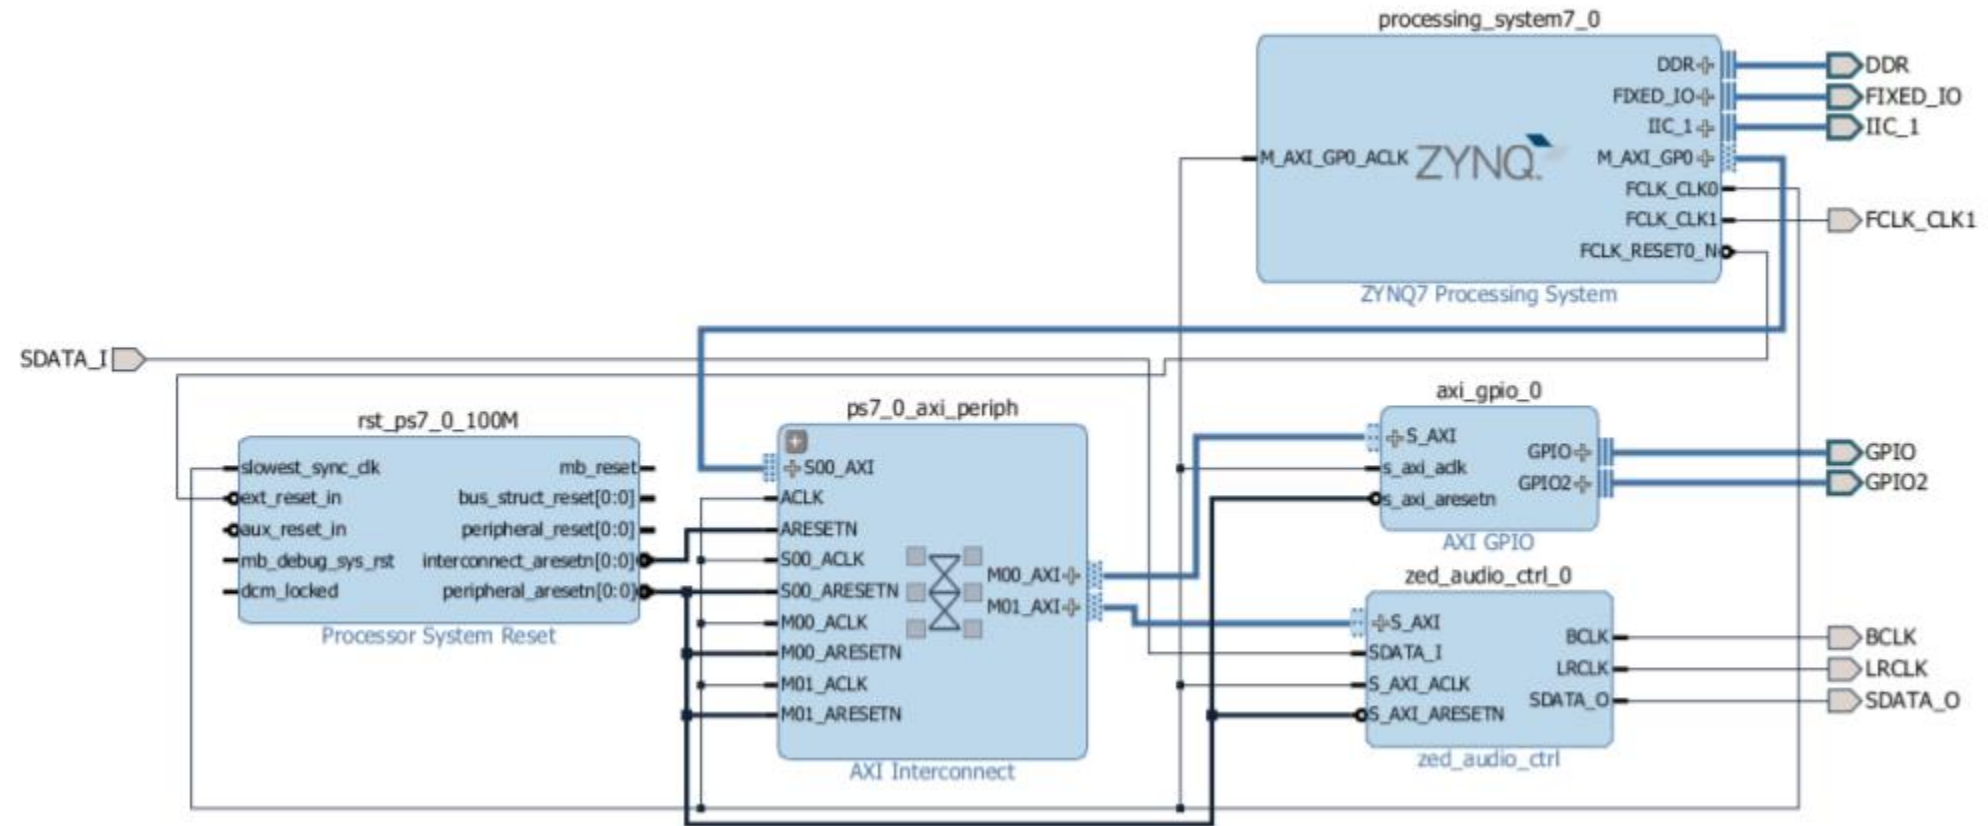 processing_system7_0
DDR
FIXED_IO
IIC_1
M_AXI_GP0_ACLK
ZYNQ
M_AXI_GP0
FCLK_CLK0
FCLK_CLK1
FCLK_RESET0_N
ZYNQ7 Processing System
DDR
FIXED_IO
IIC_1
FCLK_CLK1
SDATA_I
rst_ps7_0_100M
slowest_sync_clk
ext_reset_in
aux_reset_in
mb_debug_sys_rst
dcm_locked
mb_reset
bus_struct_reset[0:0]
peripheral_reset[0:0]
interconnect_aresetn[0:0]
peripheral_aresetn[0:0]
Processor System Reset
ps7_0_axi_periph
S00_AXI
ACLK
ARESETN
S00_ACLK
S00_ARESETN
M00_ACLK
M00_ARESETN
M01_ACLK
M01_ARESETN
M00_AXI
M01_AXI
AXI Interconnect
axi_gpio_0
S_AXI
s_axi_aclk
s_axi_aresetn
GPIO
GPIO2
AXI GPIO
GPIO
GPIO2
zed_audio_ctrl_0
S_AXI
SDATA_I
S_AXI_ACLK
S_AXI_ARESETN
BCLK
LRCLK
SDATA_O
zed_audio_ctrl
BCLK
LRCLK
SDATA_O